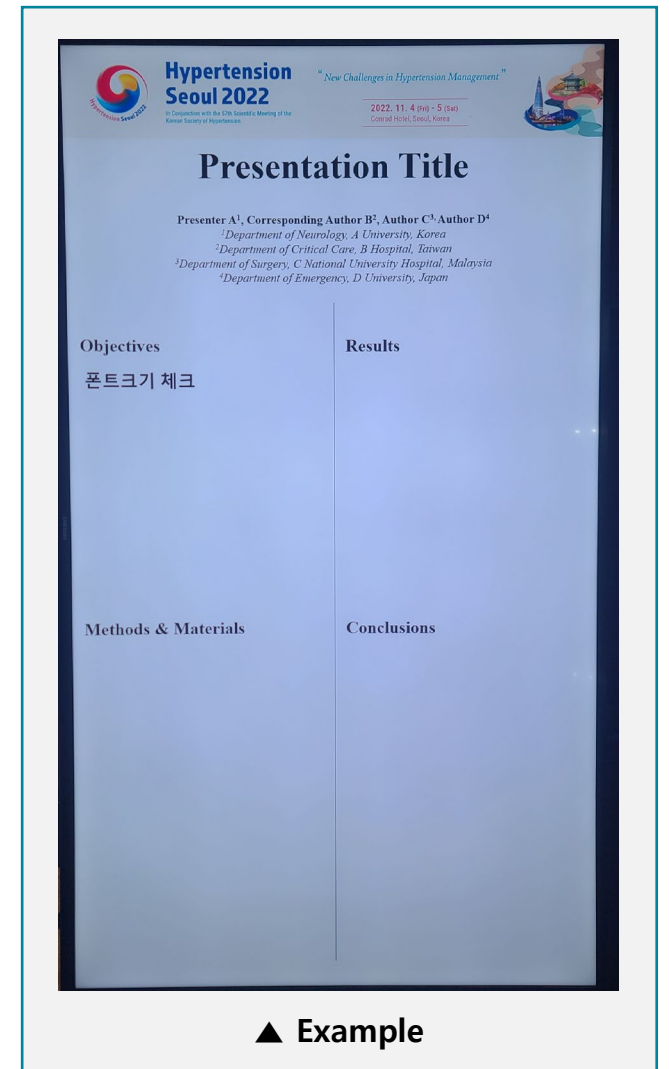 Hypertension Seoul 2022
Hypertension
Seoul 2022
In Conjunction with the 57th Scientific Meeting of the
Korean Society of Hypertension
"New Challenges in Hypertension Management"
2022. 11. 4 (Fri) - 5 (Sat)
Conrad Hotel, Seoul, Korea
Presentation Title
Presenter A¹, Corresponding Author B², Author C³, Author D⁴
¹Department of Neurology, A University, Korea
²Department of Critical Care, B Hospital, Taiwan
³Department of Surgery, C National University Hospital, Malaysia
⁴Department of Emergency, D University, Japan
Objectives
폰트크기 체크
Methods & Materials
Results
Conclusions
▲ Example